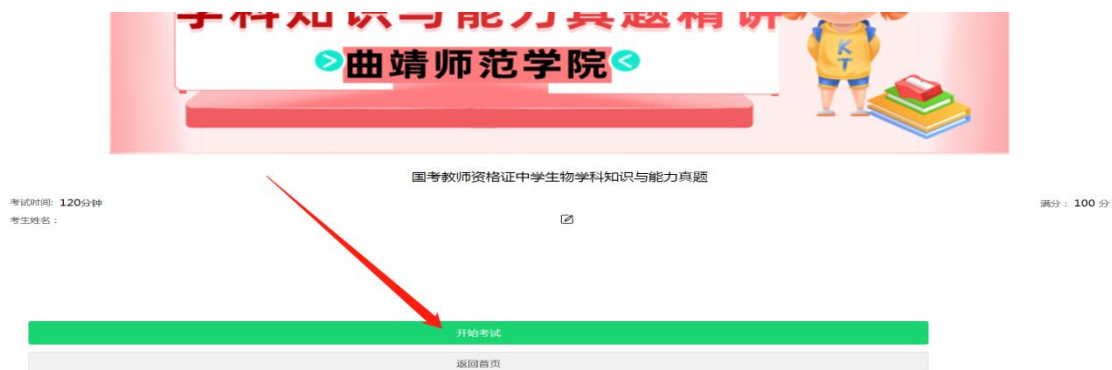 学科知识与能力真题精讲
曲靖师范学院
K
T
国考教师资格证中学生物学科知识与能力真题
考试时间: 120分钟
满分: 100 分
考生姓名:
开始考试
返回首页